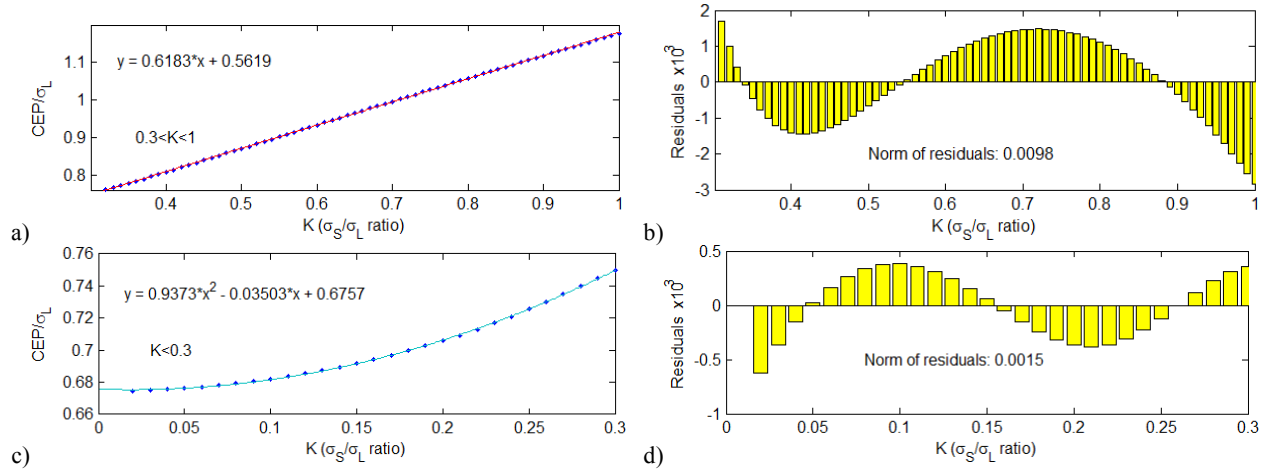 y = 0.6183*x + 0.5619
0.3<K<1
CEP/σL
1.1
1
0.9
0.8
0.4 0.5 0.6 0.7 0.8 0.9 1
K (σS/σL ratio)
a)
2
1
0
-1
-2
-3
Residuals x10^3
Norm of residuals: 0.0098
0.4 0.5 0.6 0.7 0.8 0.9 1
K (σS/σL ratio)
b)
0.76
0.74
0.72
0.7
0.68
0.66
CEP/σL
y = 0.9373*x^2 - 0.03503*x + 0.6757
K<0.3
0 0.05 0.1 0.15 0.2 0.25 0.3
K (σS/σL ratio)
c)
0.5
0
-0.5
-1
Residuals x10^3
Norm of residuals: 0.0015
0 0.05 0.1 0.15 0.2 0.25 0.3
K (σS/σL ratio)
d)